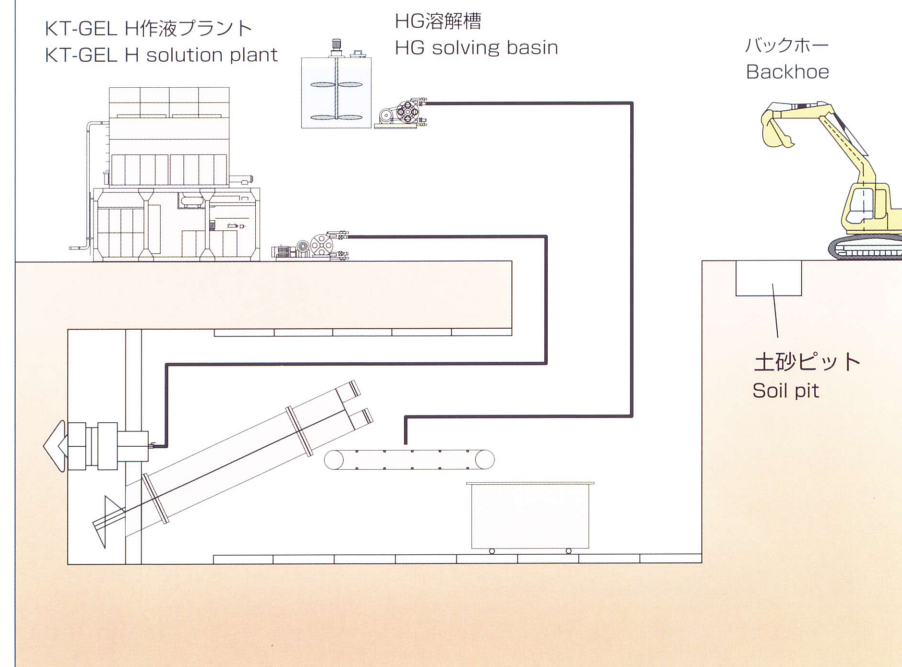 KT-GEL H作液プラント
KT-GEL H solution plant
HG溶解槽
HG solving basin
バックホー
Backhoe
土砂ピット
Soil pit